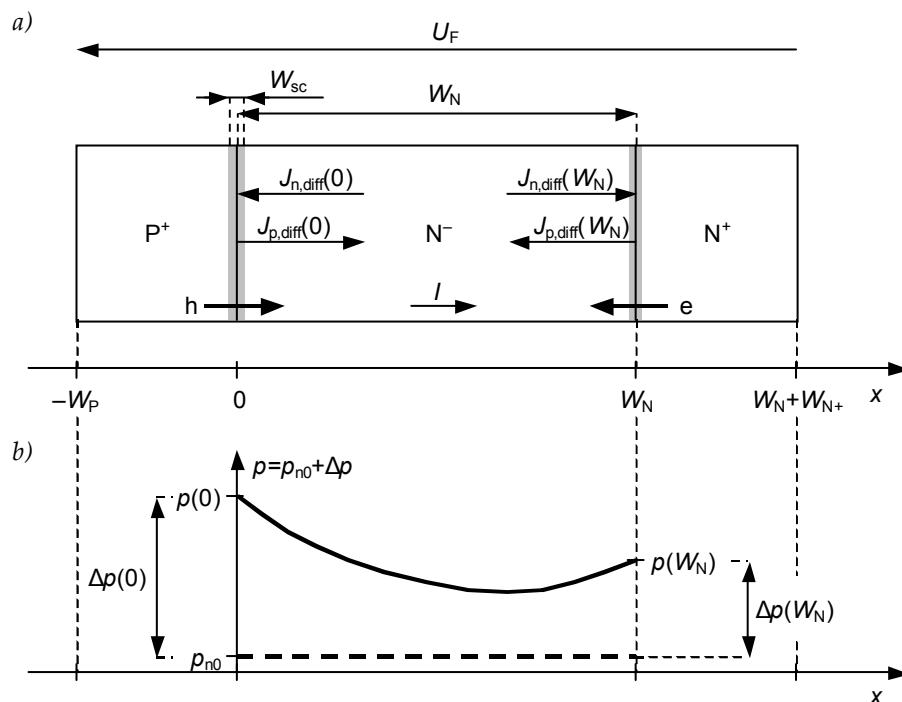 a)
U_F
W_sc
W_N
J_n,diff(0)
J_n,diff(W_N)
J_p,diff(0)
J_p,diff(W_N)
P⁺
N⁻
N⁺
h
I
e
–W_P
0
W_N
W_N+W_N+
x
b)
p=p_n0+Δp
p(0)
p(W_N)
Δp(0)
Δp(W_N)
p_n0
0
x